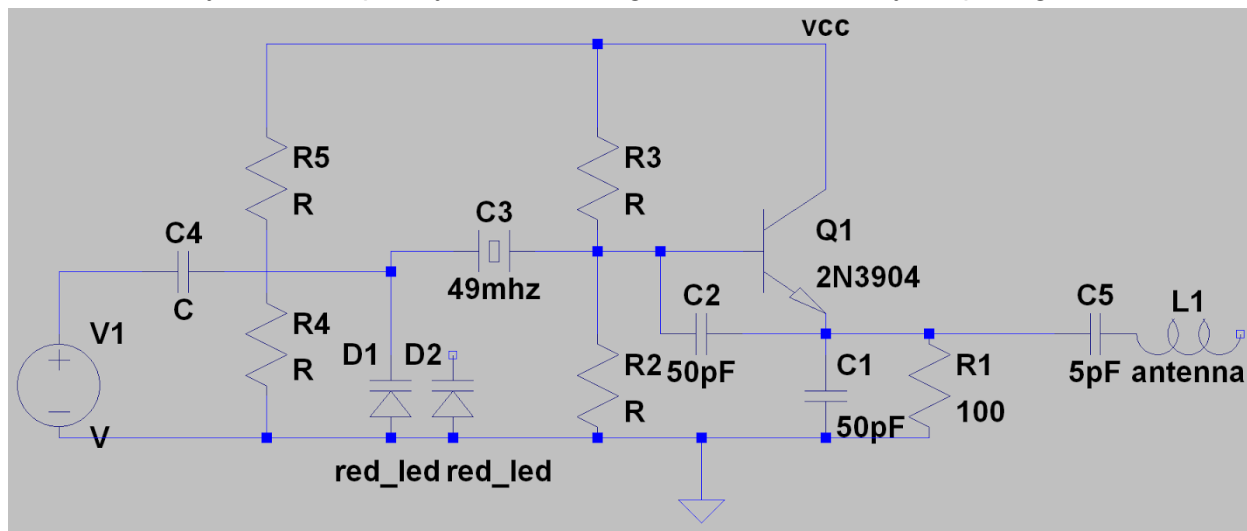 vcc
R5
R
R3
R
C4
C
C3
49mhz
Q1
2N3904
V1
V
R4
R
D1
D2
C2
50pF
R2
R
C1
50pF
R1
100
C5
5pF
L1
antenna
red_led
red_led